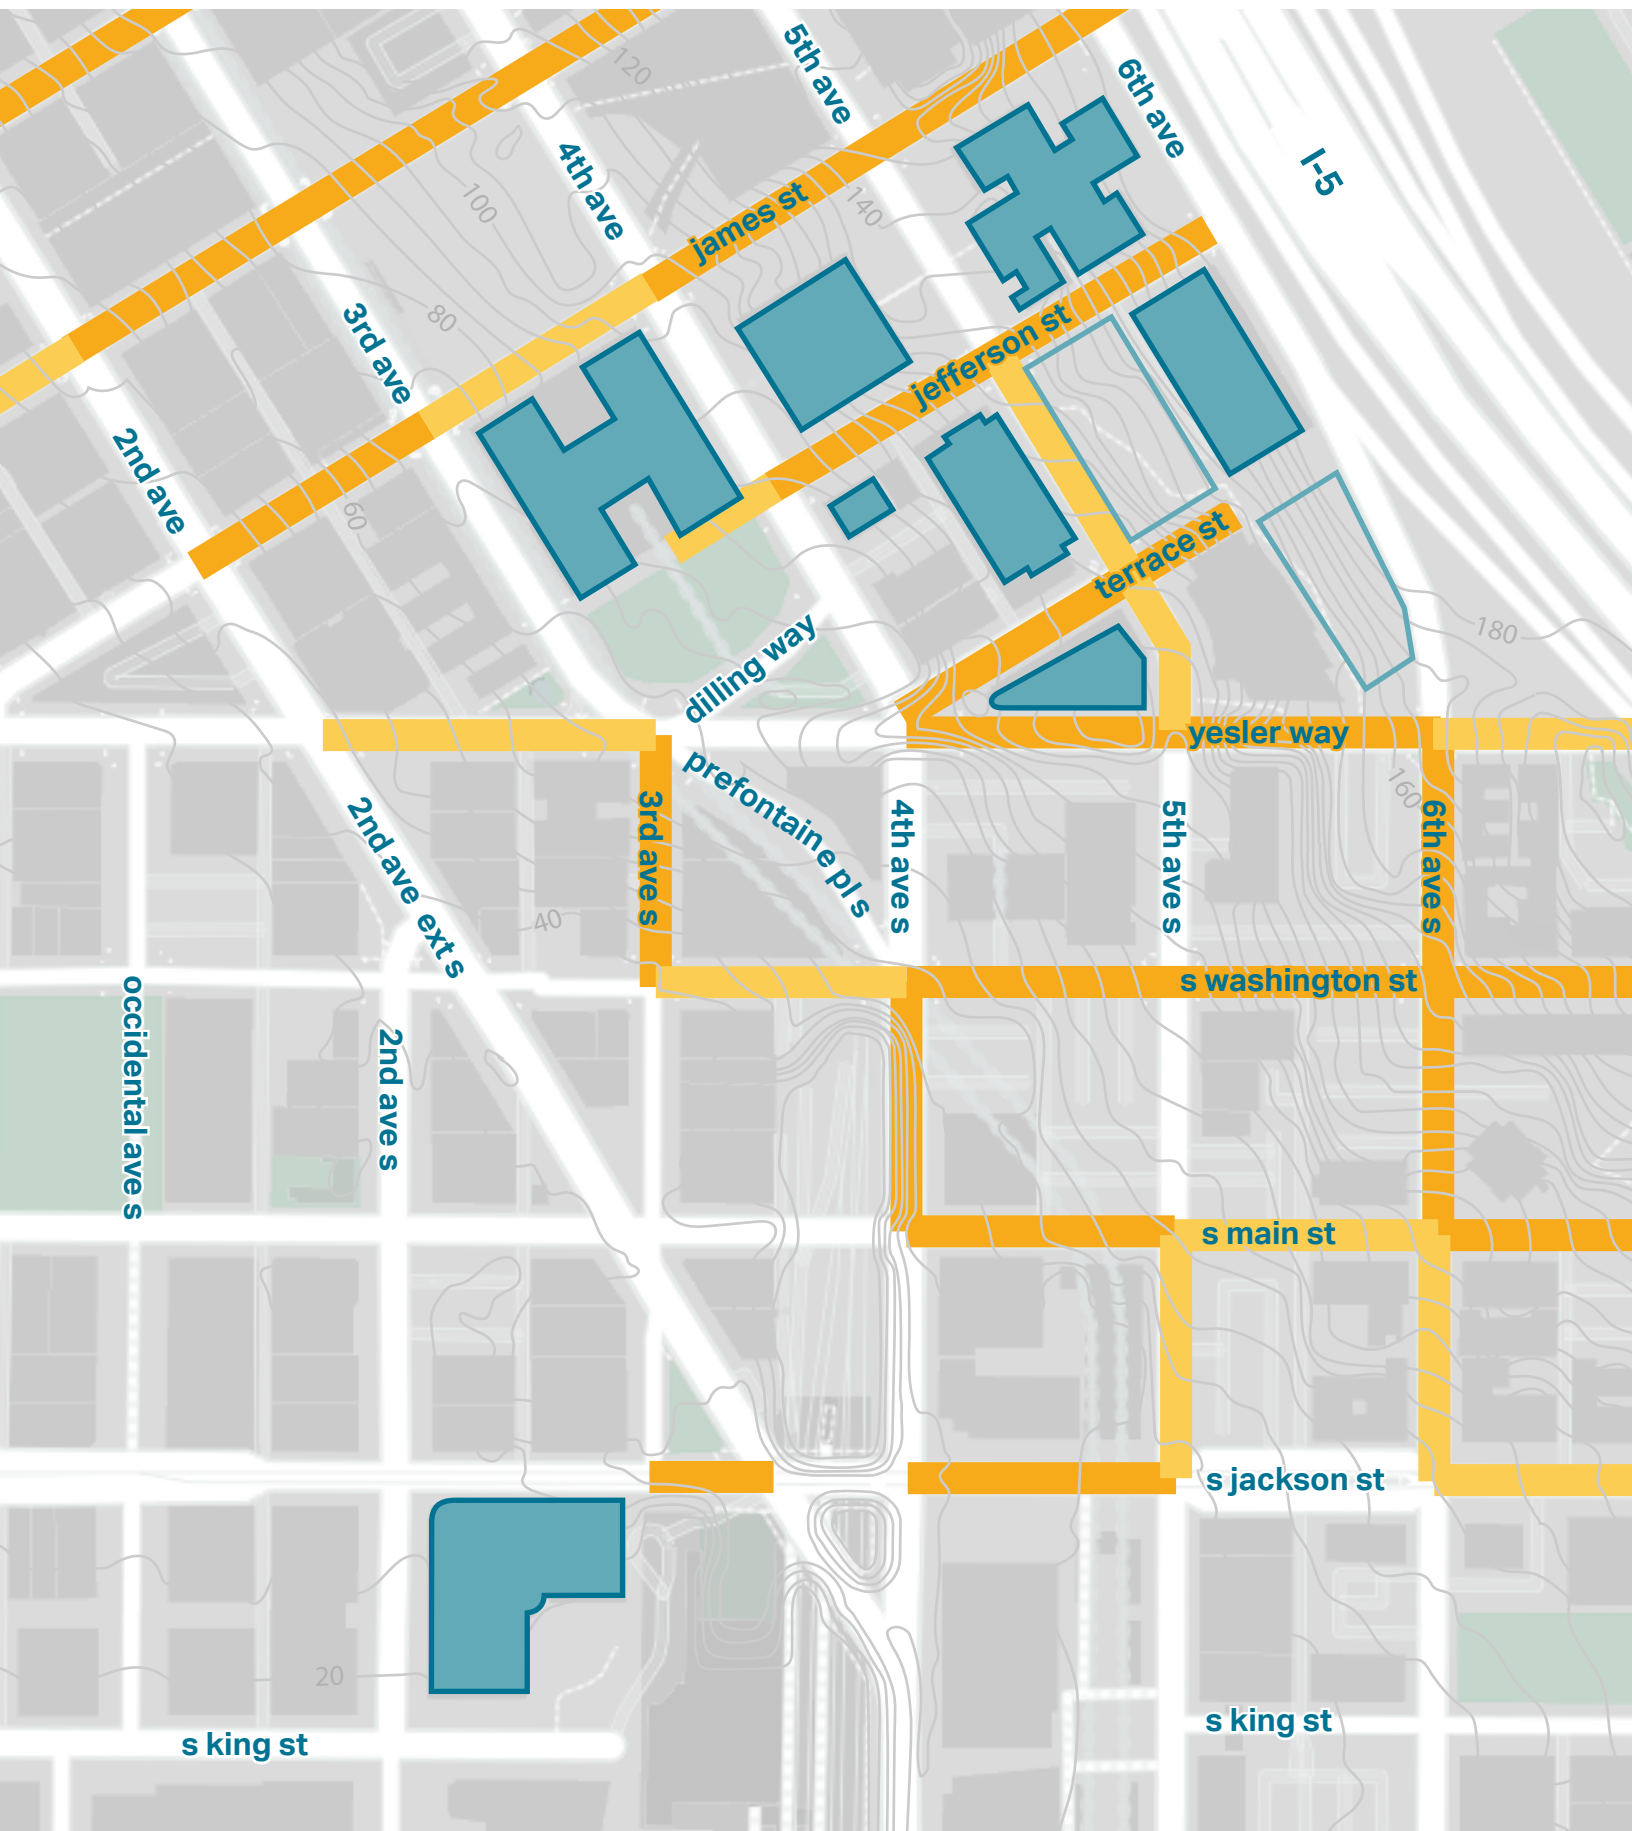 5th ave
6th ave
120
I-5
4th ave
100
james st
140
3rd ave
80
jefferson st
2nd ave
60
terrace st
dilling way
180
yesler way
prefontaine pl s
160
2nd ave ext s
3rd ave s
4th ave s
5th ave s
6th ave s
40
s washington st
occidental ave s
2nd ave s
s main st
s jackson st
20
s king st
s king st